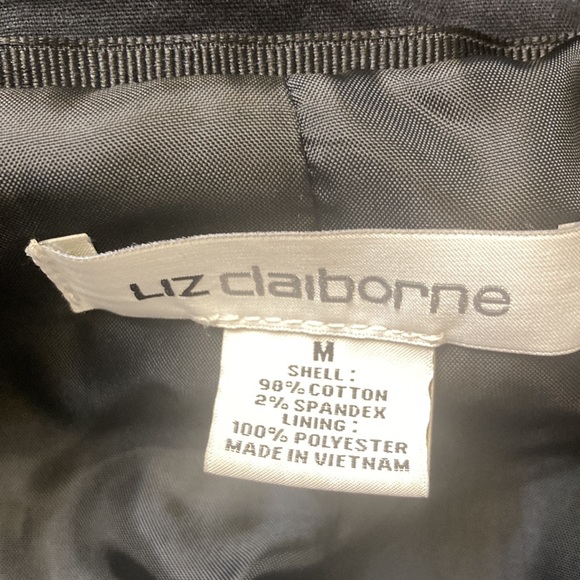 LIZ claiborne
M
SHELL:
98% COTTON
2% SPANDEX
LINING:
100% POLYESTER
MADE IN VIETNAM